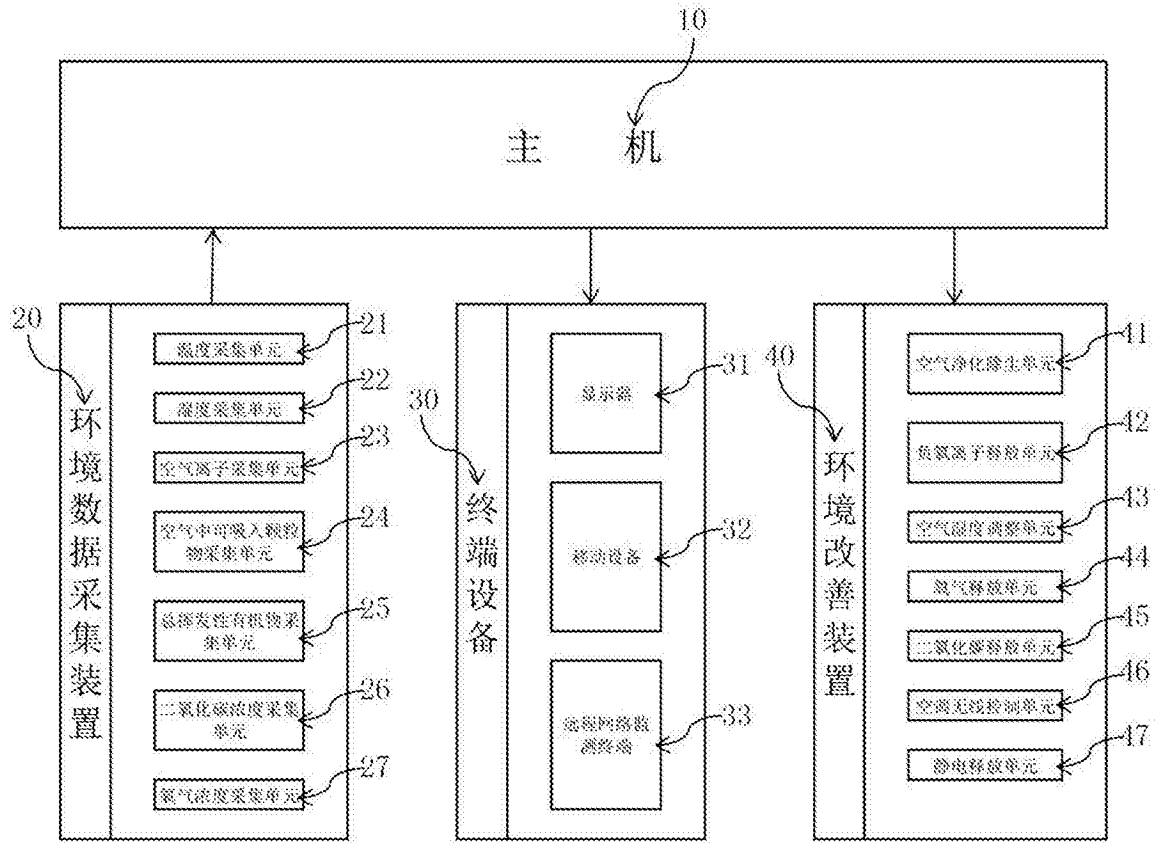 10
主 机
20
环境数据采集装置
21
温度采集单元
22
湿度采集单元
23
空气离子采集单元
24
空气中可吸入颗粒
物采集单元
25
总挥发性有机物采
集单元
26
二氧化碳浓度采集
单元
27
氧气浓度采集单元
30
终端设备
31
显示器
32
移动设备
33
远程网络监
测终端
40
环境改善装置
41
空气净化除尘单元
42
负氧离子释放单元
43
空气湿度调整单元
44
氧气释放单元
45
二氧化碳释放单元
46
空调无线控制单元
47
静电释放单元